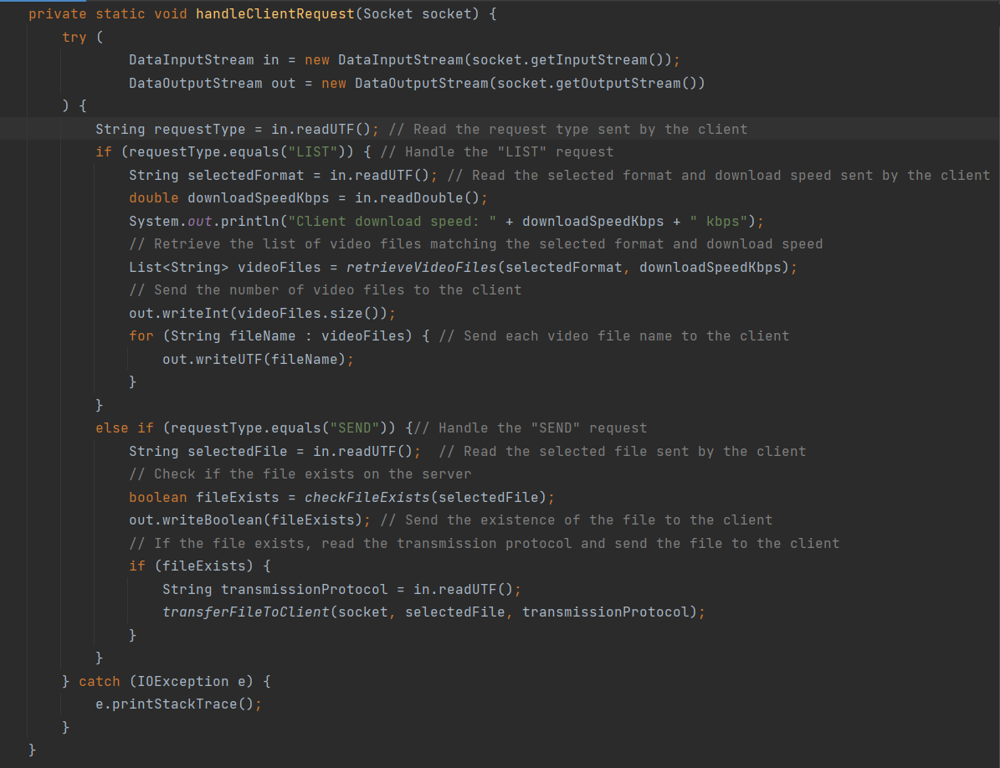 private static void handleClientRequest(Socket socket) {
try (
DataInputStream in = new DataInputStream(socket.getInputStream());
DataOutputStream out = new DataOutputStream(socket.getOutputStream())
) {
String requestType = in.readUTF(); // Read the request type sent by the client
if (requestType.equals("LIST")) { // Handle the "LIST" request
String selectedFormat = in.readUTF(); // Read the selected format and download speed sent by the client
double downloadSpeedKbps = in.readDouble();
System.out.println("Client download speed: " + downloadSpeedKbps + " kbps");
// Retrieve the list of video files matching the selected format and download speed
List<String> videoFiles = retrieveVideoFiles(selectedFormat, downloadSpeedKbps);
// Send the number of video files to the client
out.writeInt(videoFiles.size());
for (String fileName : videoFiles) { // Send each video file name to the client
out.writeUTF(fileName);
}
}
else if (requestType.equals("SEND")) {// Handle the "SEND" request
String selectedFile = in.readUTF();  // Read the selected file sent by the client
// Check if the file exists on the server
boolean fileExists = checkFileExists(selectedFile);
out.writeBoolean(fileExists); // Send the existence of the file to the client
// If the file exists, read the transmission protocol and send the file to the client
if (fileExists) {
String transmissionProtocol = in.readUTF();
transferFileToClient(socket, selectedFile, transmissionProtocol);
}
}
} catch (IOException e) {
e.printStackTrace();
}
}